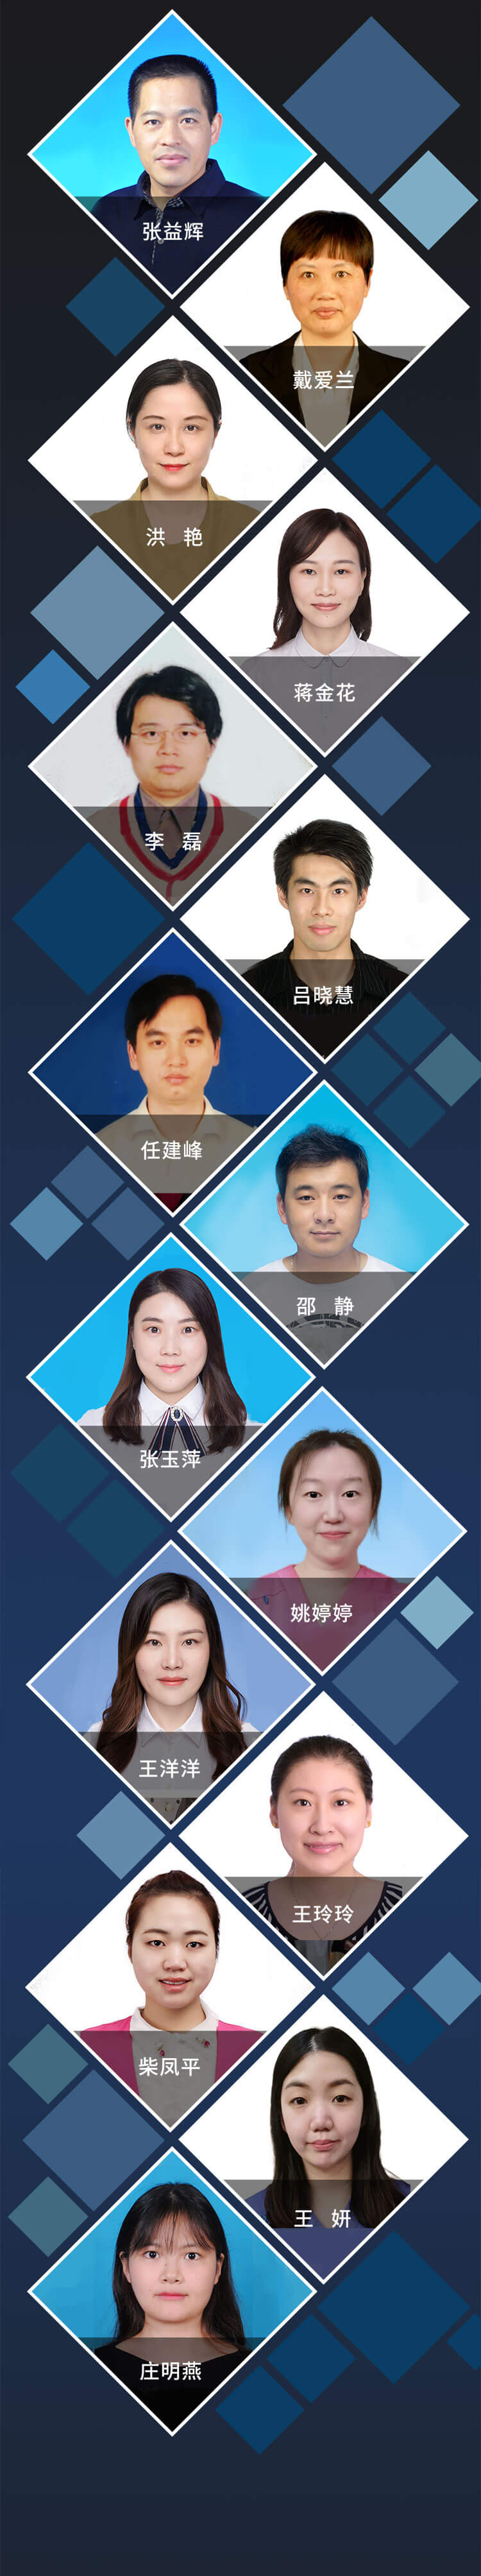 张益辉
戴爱兰
洪 艳
蒋金花
李 磊
吕晓慧
任建峰
邵 静
张玉萍
姚婷婷
王洋洋
王玲玲
柴凤平
王 妍
庄明燕